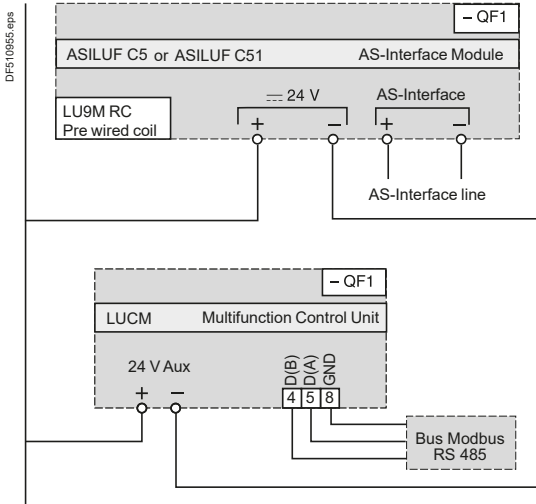 DF510955.eps
– QF1
ASILUF C5 or ASILUF C51 AS-Interface Module
LU9M RC
Pre wired coil
24 V
AS-Interface
+ – + –
AS-Interface line
– QF1
LUCM Multifunction Control Unit
24 V Aux
+ –
D(B) D(A) GND
4 5 8
Bus Modbus
RS 485